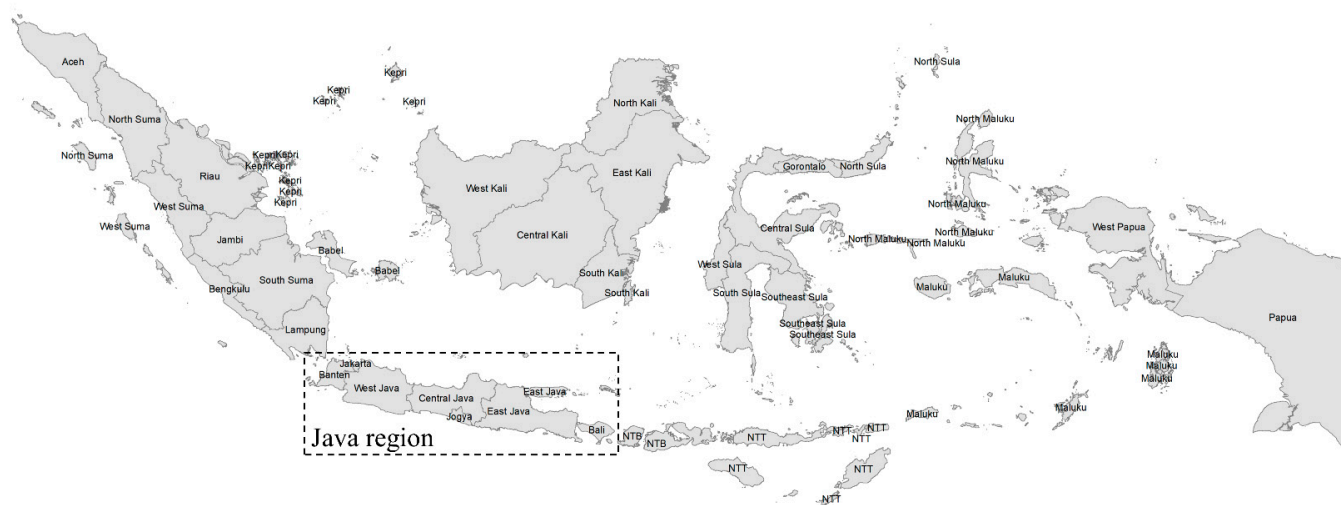 Aceh
North Sula
Kepri
Kepri
Kepri
Kepri
North Kali
North Suma
North Maluku
North Suma
Kepri
Kepri
Kepri
Kepri
Riau
Kepri
Kepri
Kepri
West Kali
East Kali
Gorontalo
North Sula
North Maluku
West Suma
North Maluku
West Suma
Jambi
Babel
Central Kali
Central Sula
North Maluku
North Maluku
North Maluku
West Papua
Babel
South Suma
Bengkulu
South Kali
South Kali
West Sula
South Sula
Southeast Sula
Maluku
Maluku
Lampung
Southeast Sula
Southeast Sula
Papua
Jakarta
Banten
West Java
Central Java
East Java
Jogya
East Java
Bali
Maluku
Maluku
Maluku
Maluku
Maluku
Java region
NTB
NTB
NTT
NTT
NTT
NTT
NTT
NTT
NTT